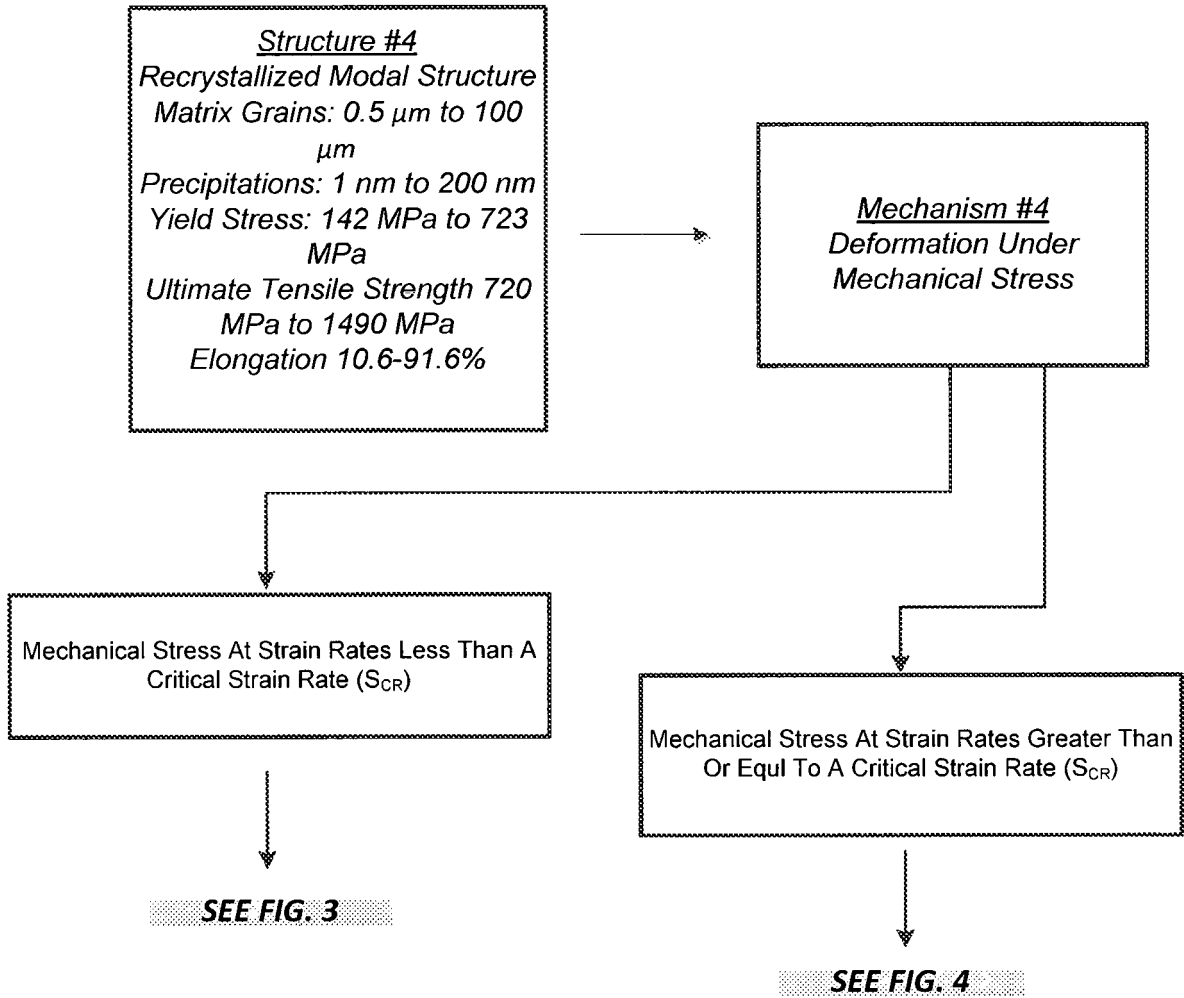 Structure #4
Recrystallized Modal Structure
Matrix Grains: 0.5 μm to 100
μm
Precipitations: 1 nm to 200 nm
Yield Stress: 142 MPa to 723
MPa
Ultimate Tensile Strength 720
MPa to 1490 MPa
Elongation 10.6-91.6%
Mechanism #4
Deformation Under
Mechanical Stress
Mechanical Stress At Strain Rates Less Than A
Critical Strain Rate (SCR)
Mechanical Stress At Strain Rates Greater Than
Or Equl To A Critical Strain Rate (SCR)
SEE FIG. 3
SEE FIG. 4